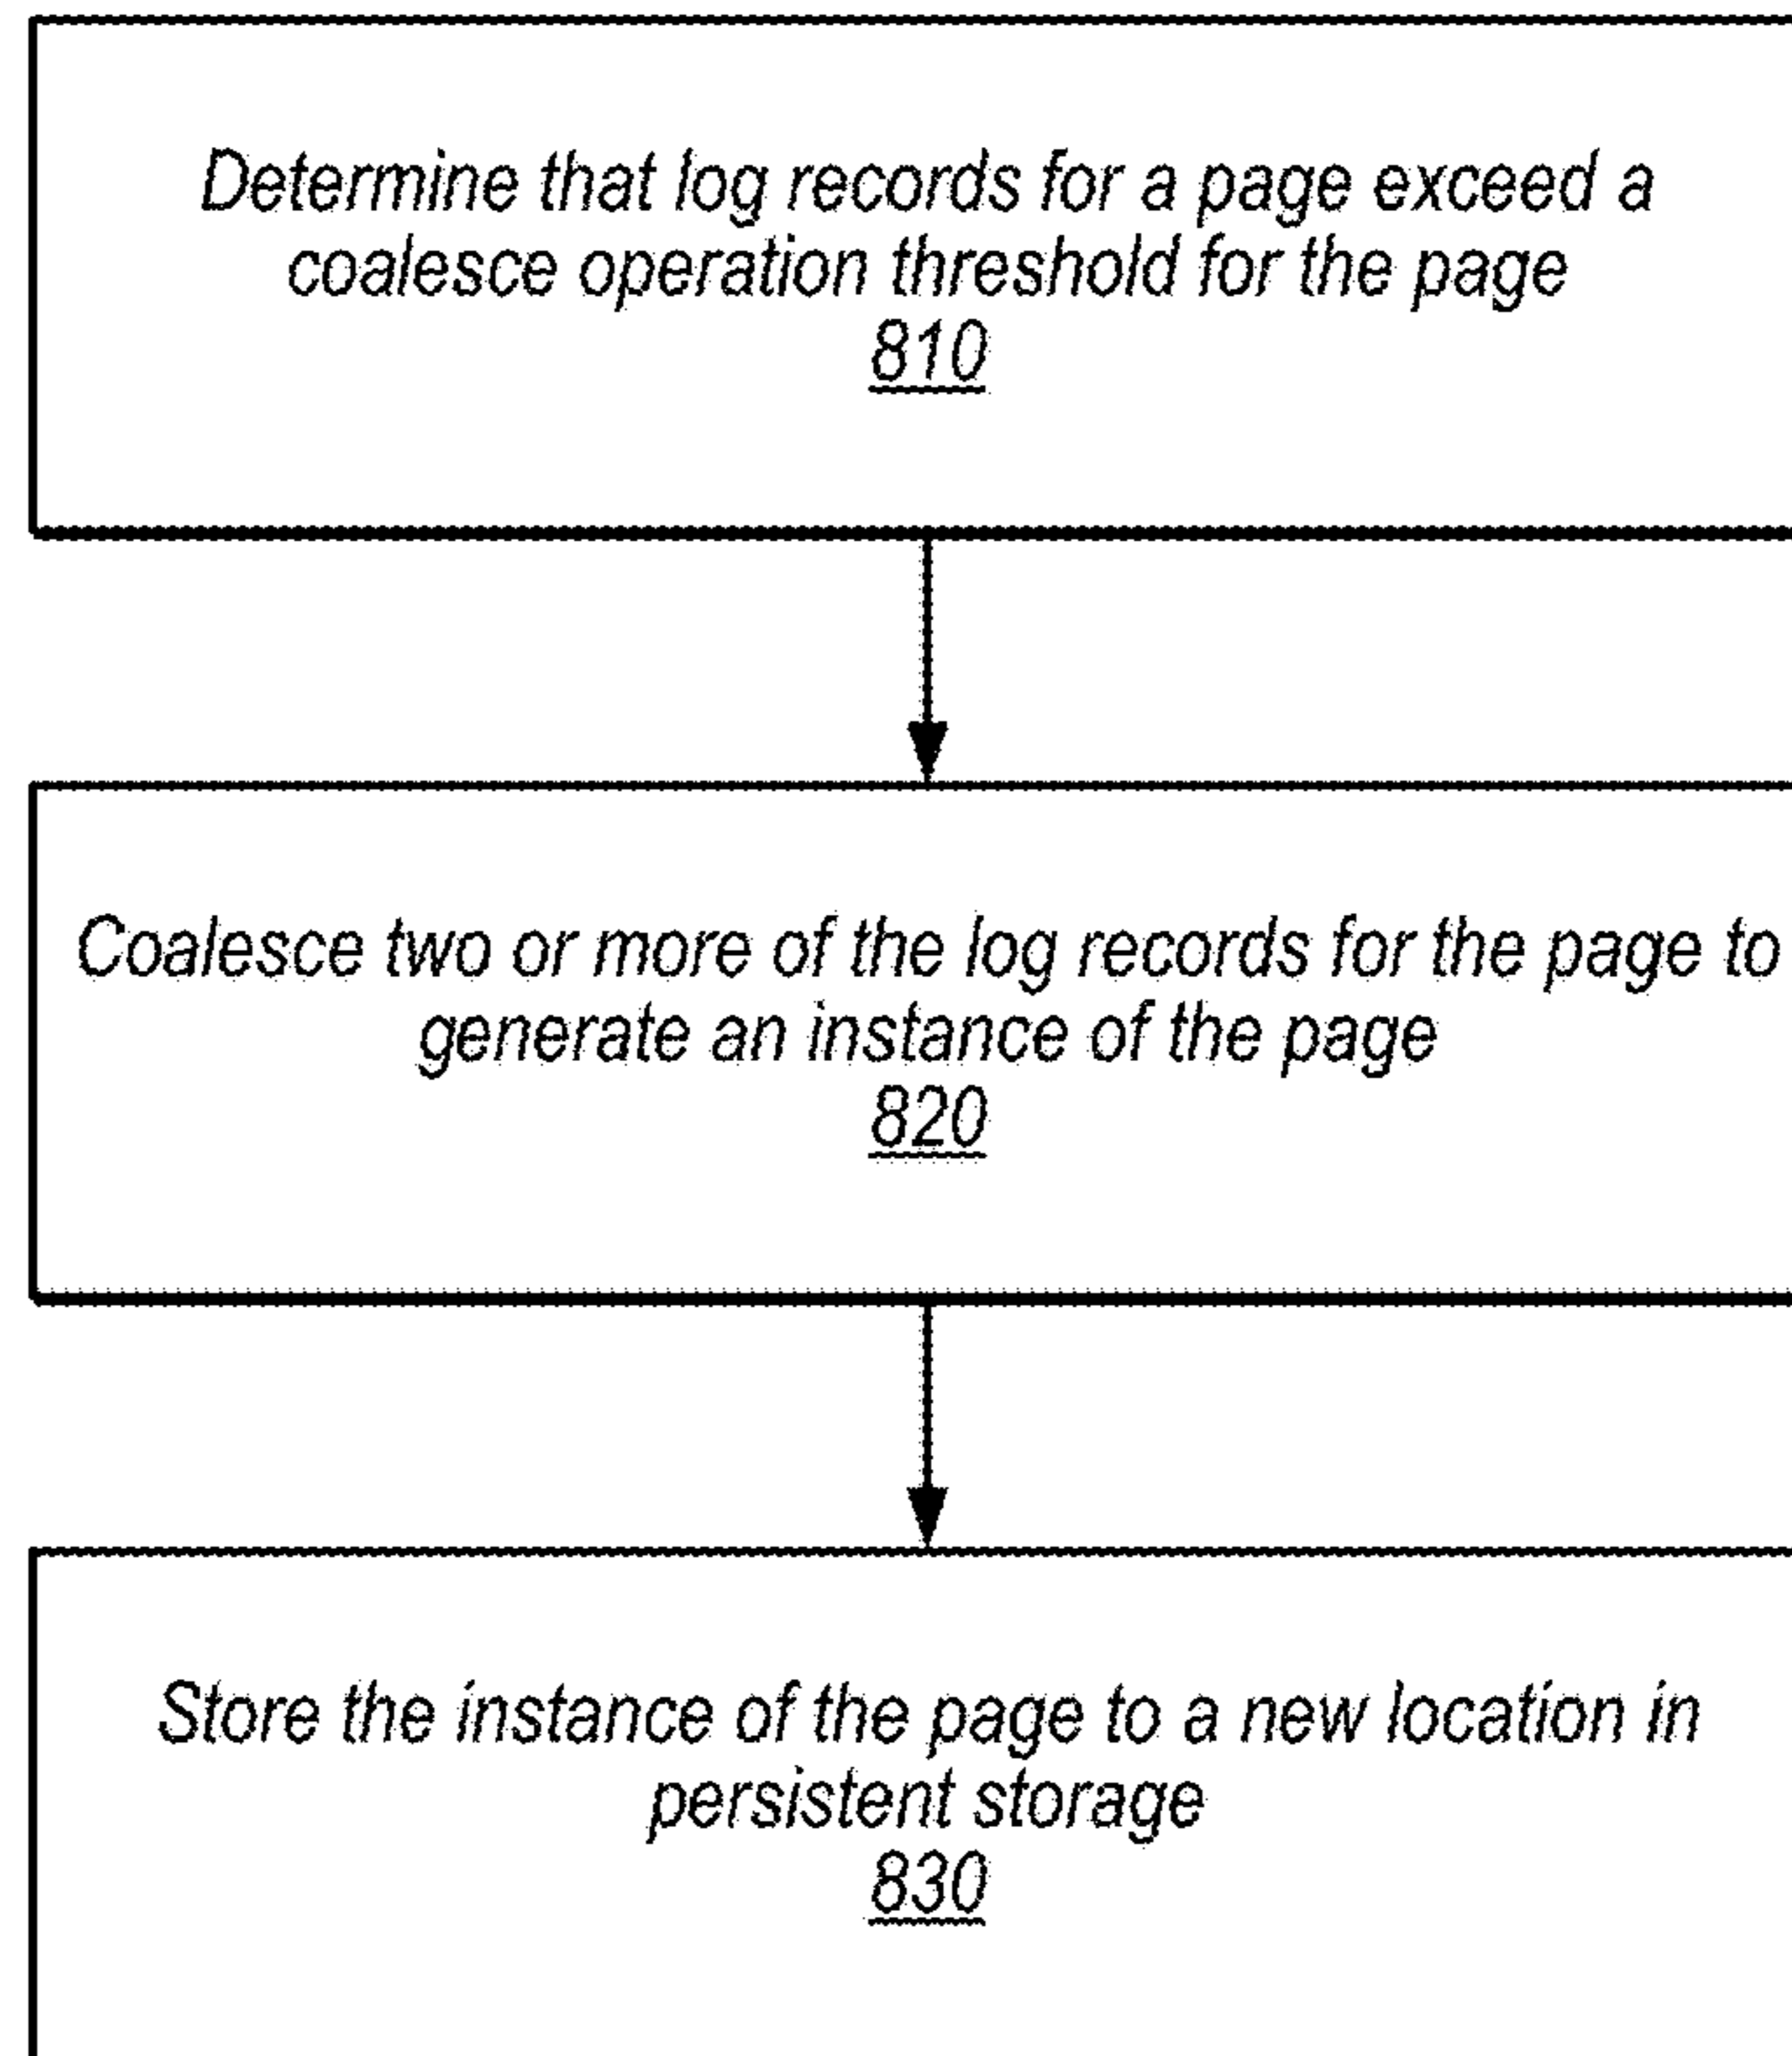 Determine that log records for a page exceed a
coalesce operation threshold for the page
810
Coalesce two or more of the log records for the page to
generate an instance of the page
820
Store the instance of the page to a new location in
persistent storage
830